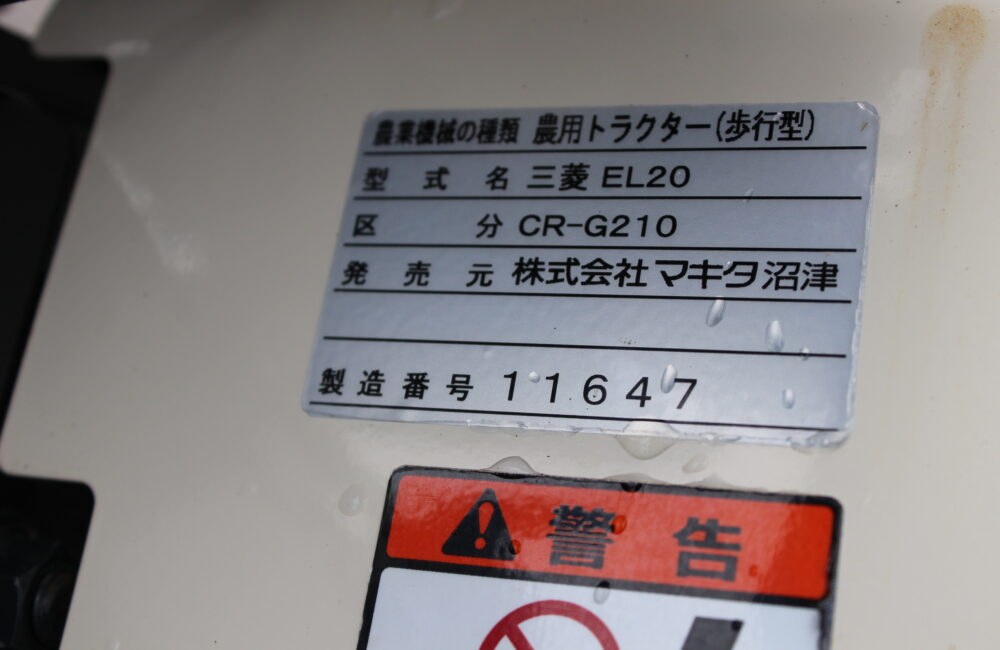 農業機械の種類 農用トラクター(歩行型)
型式名 三菱 EL20
区分 CR-G210
発売元 株式会社マキタ沼津
製造番号 11647
警告